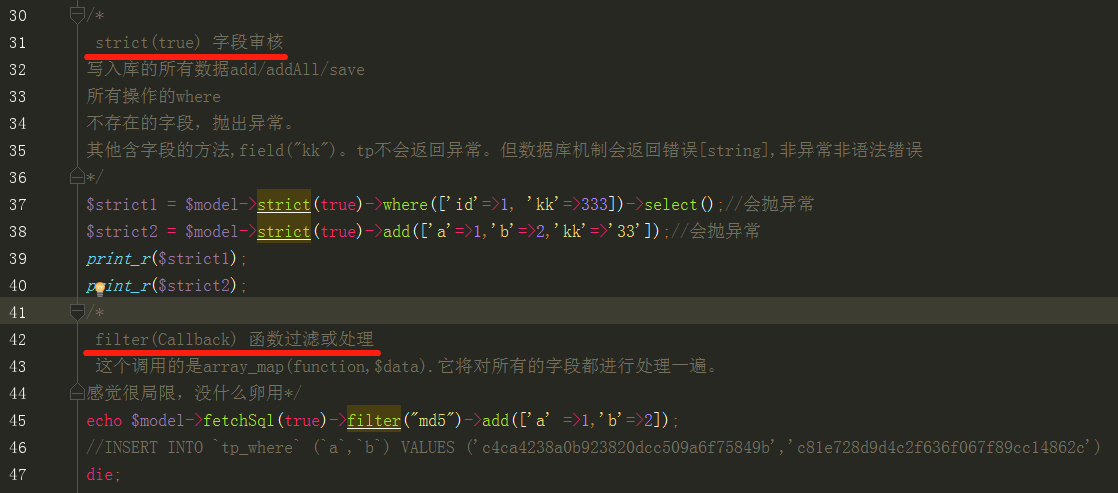 30 /*
31 strict(true) 字段审核
32 写入库的所有数据add/addAll/save
33 所有操作的where
34 不存在的字段，抛出异常。
35 其他含字段的方法,field("kk")。tp不会返回异常。但数据库机制会返回错误[string],非异常非语法错误
36 */
37 $strict1 = $model->strict(true)->where(['id'=>1, 'kk'=>333])->select();//会抛异常
38 $strict2 = $model->strict(true)->add(['a'=>1,'b'=>2,'kk'=>'33']);//会抛异常
39 print_r($strict1);
40 print_r($strict2);
41 /*
42 filter(Callback) 函数过滤或处理
43 这个调用的是array_map(function,$data).它将对所有的字段都进行处理一遍。
44 感觉很局限，没什么卵用*/
45 echo $model->fetchSql(true)->filter("md5")->add(['a' =>1,'b'=>2]);
46 //INSERT INTO `tp_where` (`a`,`b`) VALUES ('c4ca4238a0b923820dcc509a6f75849b','c81e728d9d4c2f636f067f89cc14862c')
47 die;